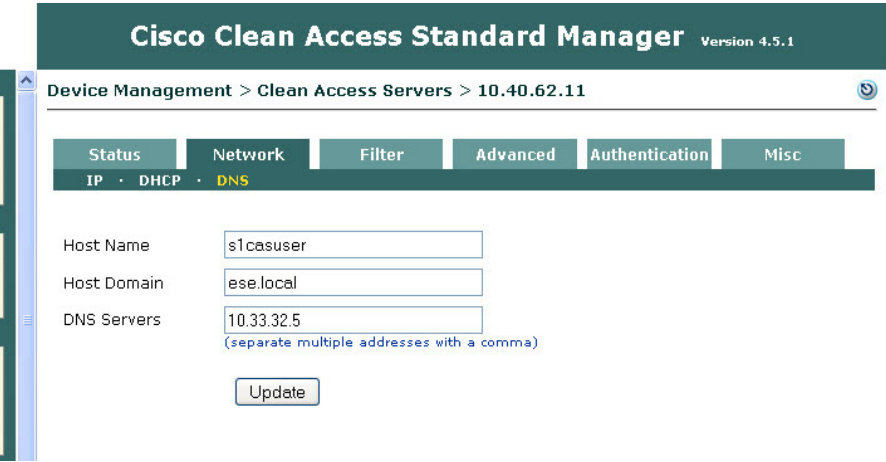 Cisco Clean Access Standard Manager Version 4.5.1
Device Management > Clean Access Servers > 10.40.62.11
Status Network Filter Advanced Authentication Misc
IP · DHCP · DNS
Host Name s1casuser
Host Domain ese.local
DNS Servers 10.33.32.5
(separate multiple addresses with a comma)
Update